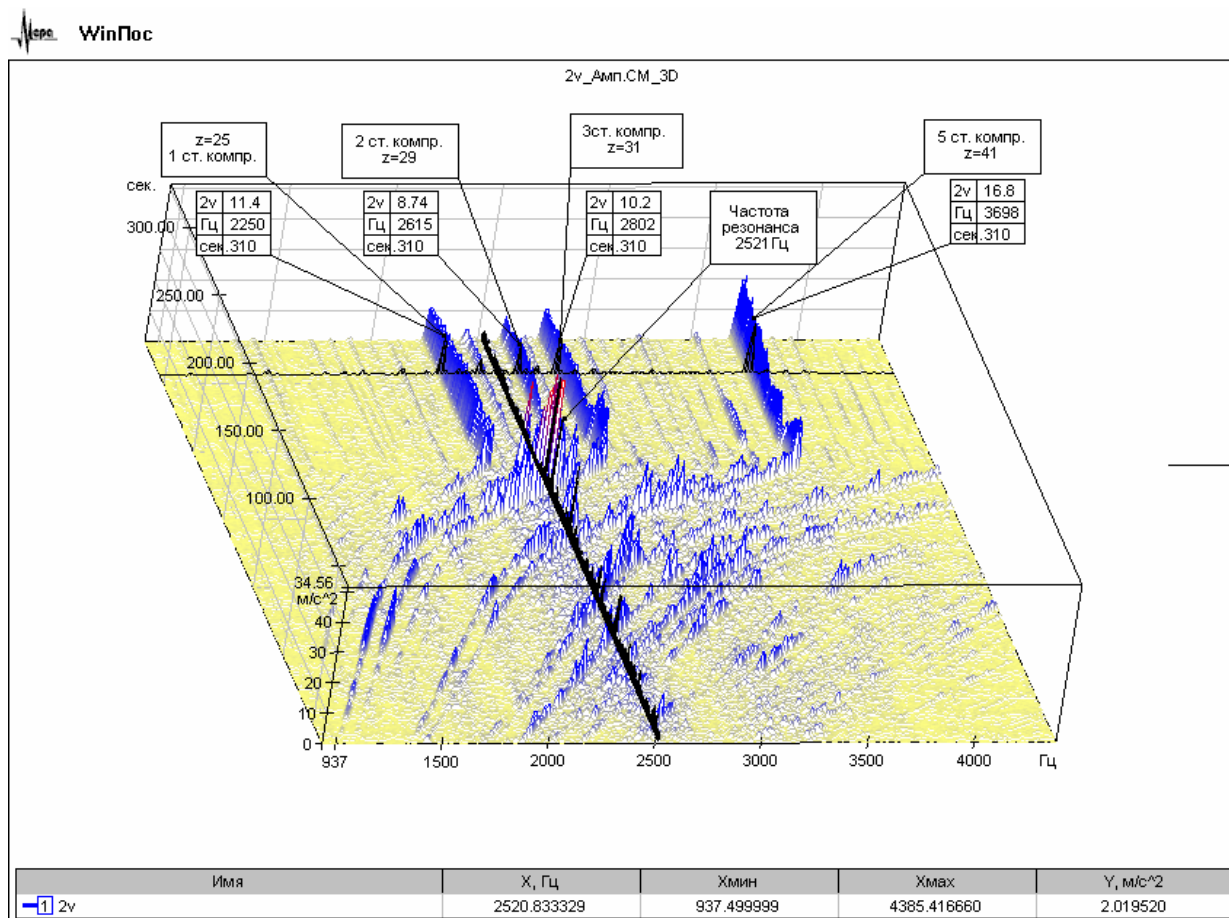 Мера WinПос
2v_Амп.СМ_3D
z=25
1 ст. компр.
2 ст. компр.
z=29
3ст. компр.
z=31
5 ст. компр.
z=41
сек.
2v 11.4
Гц 2250
сек. 310
2v 8.74
Гц 2615
сек. 310
2v 10.2
Гц 2802
сек. 310
Частота
резонанса
2521 Гц
2v 16.8
Гц 3698
сек. 310
300.00
250.00
200.00
150.00
100.00
34.56
м/с^2
40
30
20
10
0
937 1500 2000 2500 3000 3500 4000 Гц
Имя X, Гц Хмин Хмах Y, м/с^2
1 2v 2520.833329 937.499999 4385.416660 2.019520